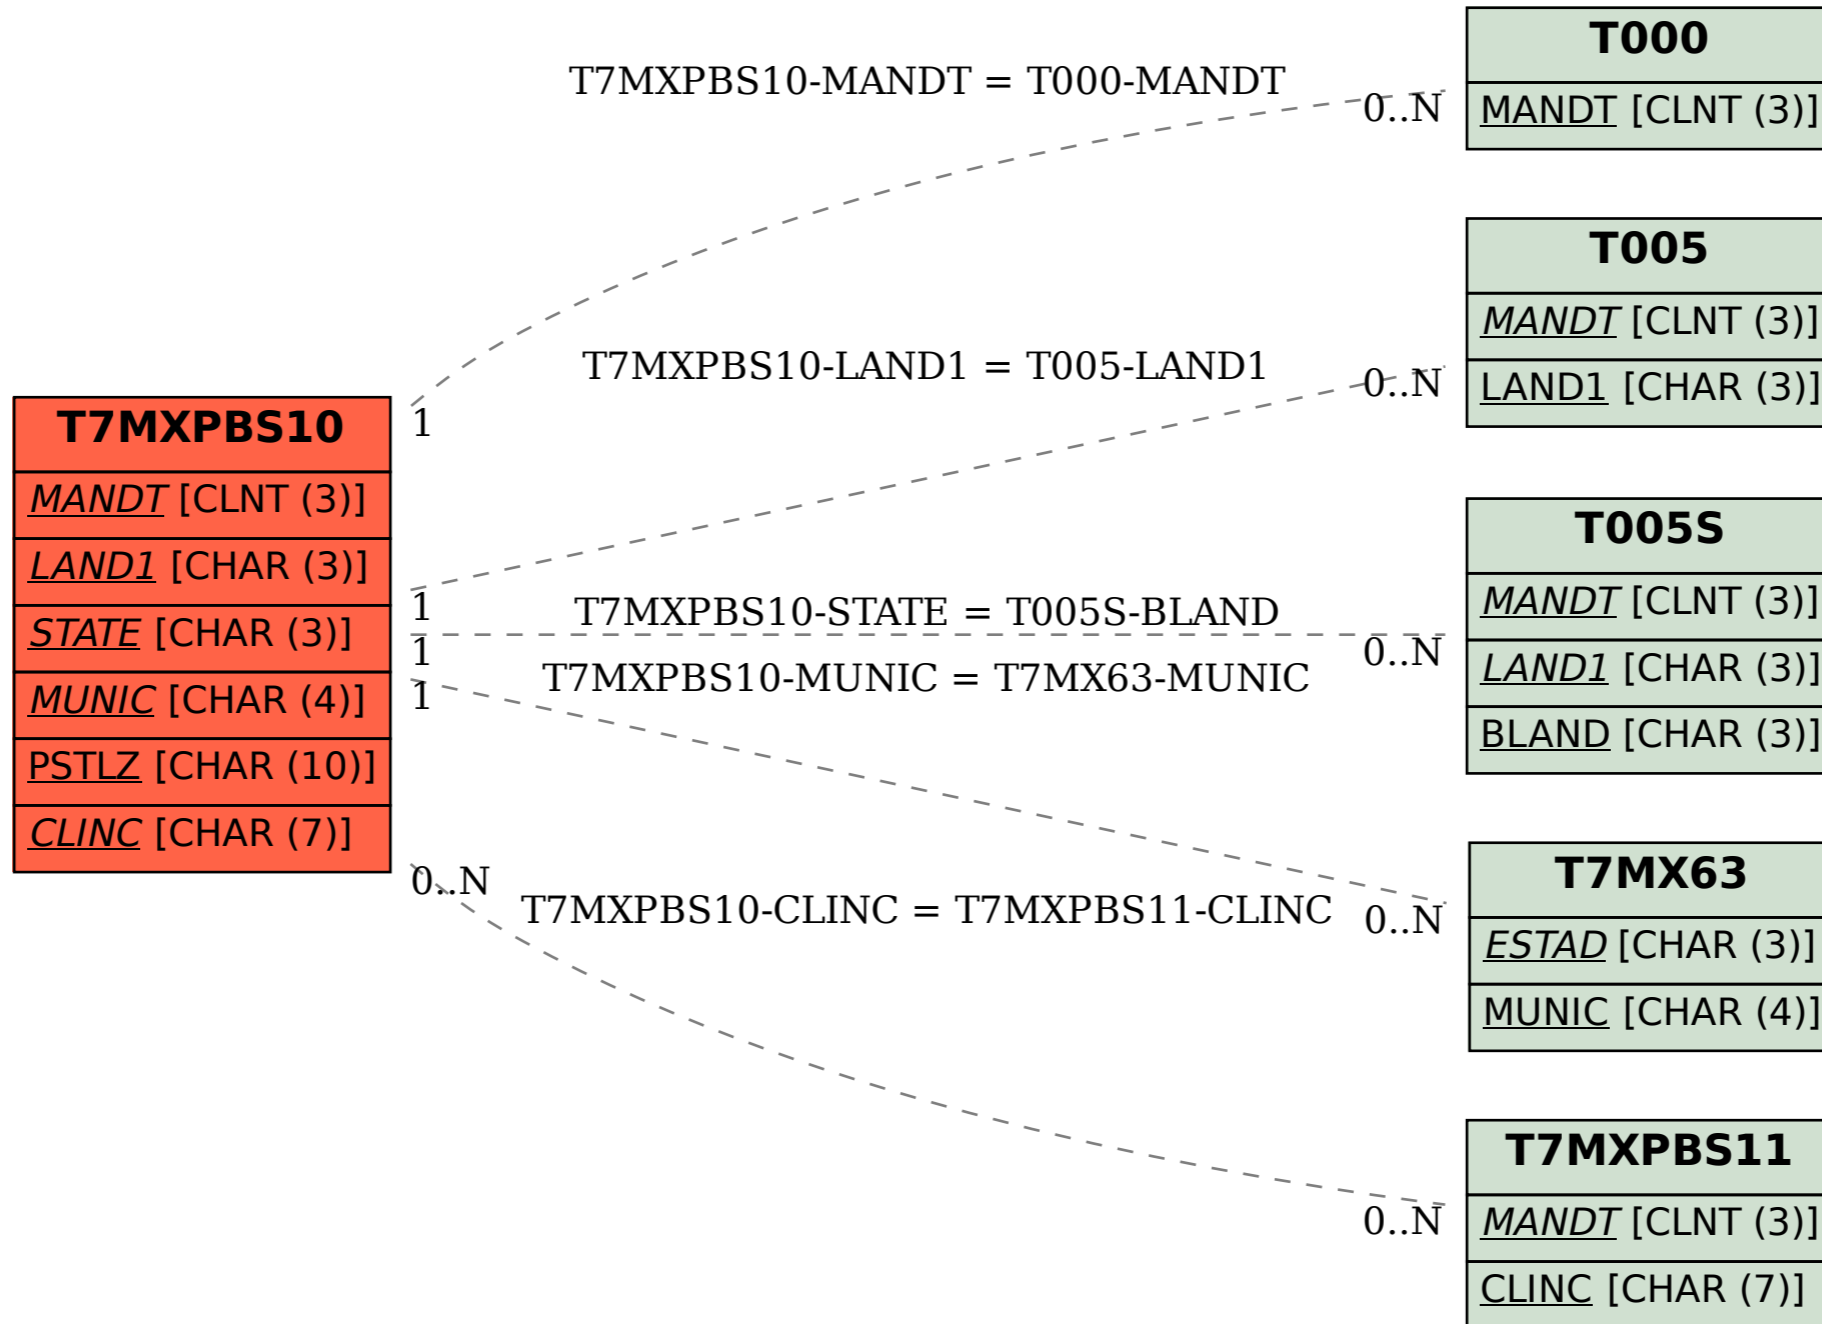 T7MXPBS10
MANDT [CLNT (3)]
LAND1 [CHAR (3)]
STATE [CHAR (3)]
MUNIC [CHAR (4)]
PSTLZ [CHAR (10)]
CLINC [CHAR (7)]
T7MXPBS10-MANDT = T000-MANDT
0..N
1
T7MXPBS10-LAND1 = T005-LAND1
0..N
1
T7MXPBS10-STATE = T005S-BLAND
0..N
1
T7MXPBS10-MUNIC = T7MX63-MUNIC
0..N
1
T7MXPBS10-CLINC = T7MXPBS11-CLINC
0..N
0..N
T000
MANDT [CLNT (3)]
T005
MANDT [CLNT (3)]
LAND1 [CHAR (3)]
T005S
MANDT [CLNT (3)]
LAND1 [CHAR (3)]
BLAND [CHAR (3)]
T7MX63
ESTAD [CHAR (3)]
MUNIC [CHAR (4)]
T7MXPBS11
MANDT [CLNT (3)]
CLINC [CHAR (7)]